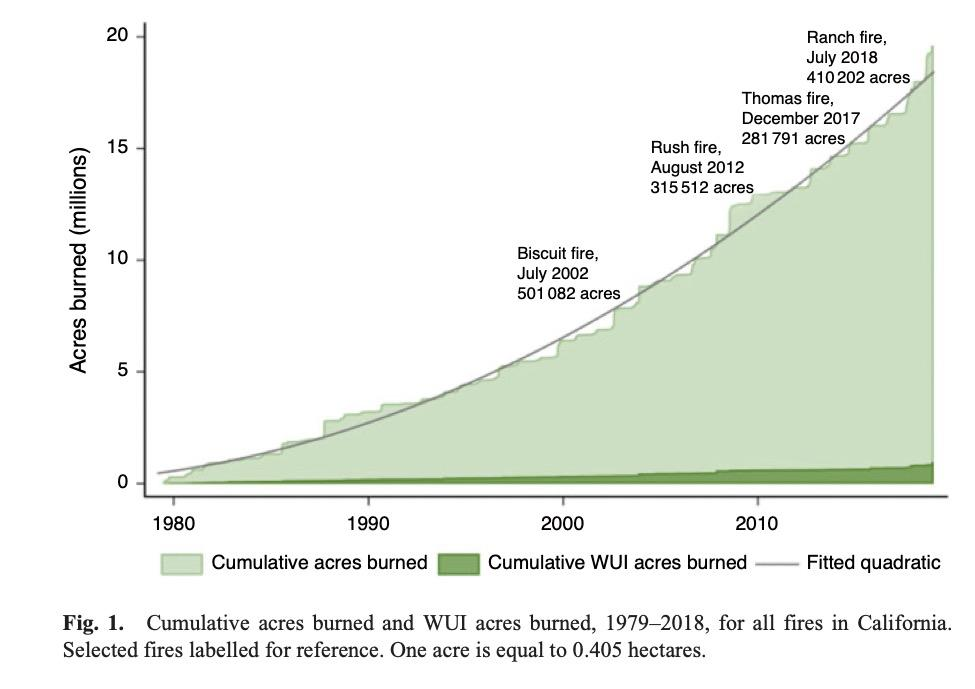 20
15
10
5
0
Acres burned (millions)
Ranch fire,
July 2018
410 202 acres
Thomas fire,
December 2017
281 791 acres
Rush fire,
August 2012
315 512 acres
Biscuit fire,
July 2002
501 082 acres
1980 1990 2000 2010
Cumulative acres burned Cumulative WUI acres burned Fitted quadratic
Fig. 1. Cumulative acres burned and WUI acres burned, 1979–2018, for all fires in California.
Selected fires labelled for reference. One acre is equal to 0.405 hectares.